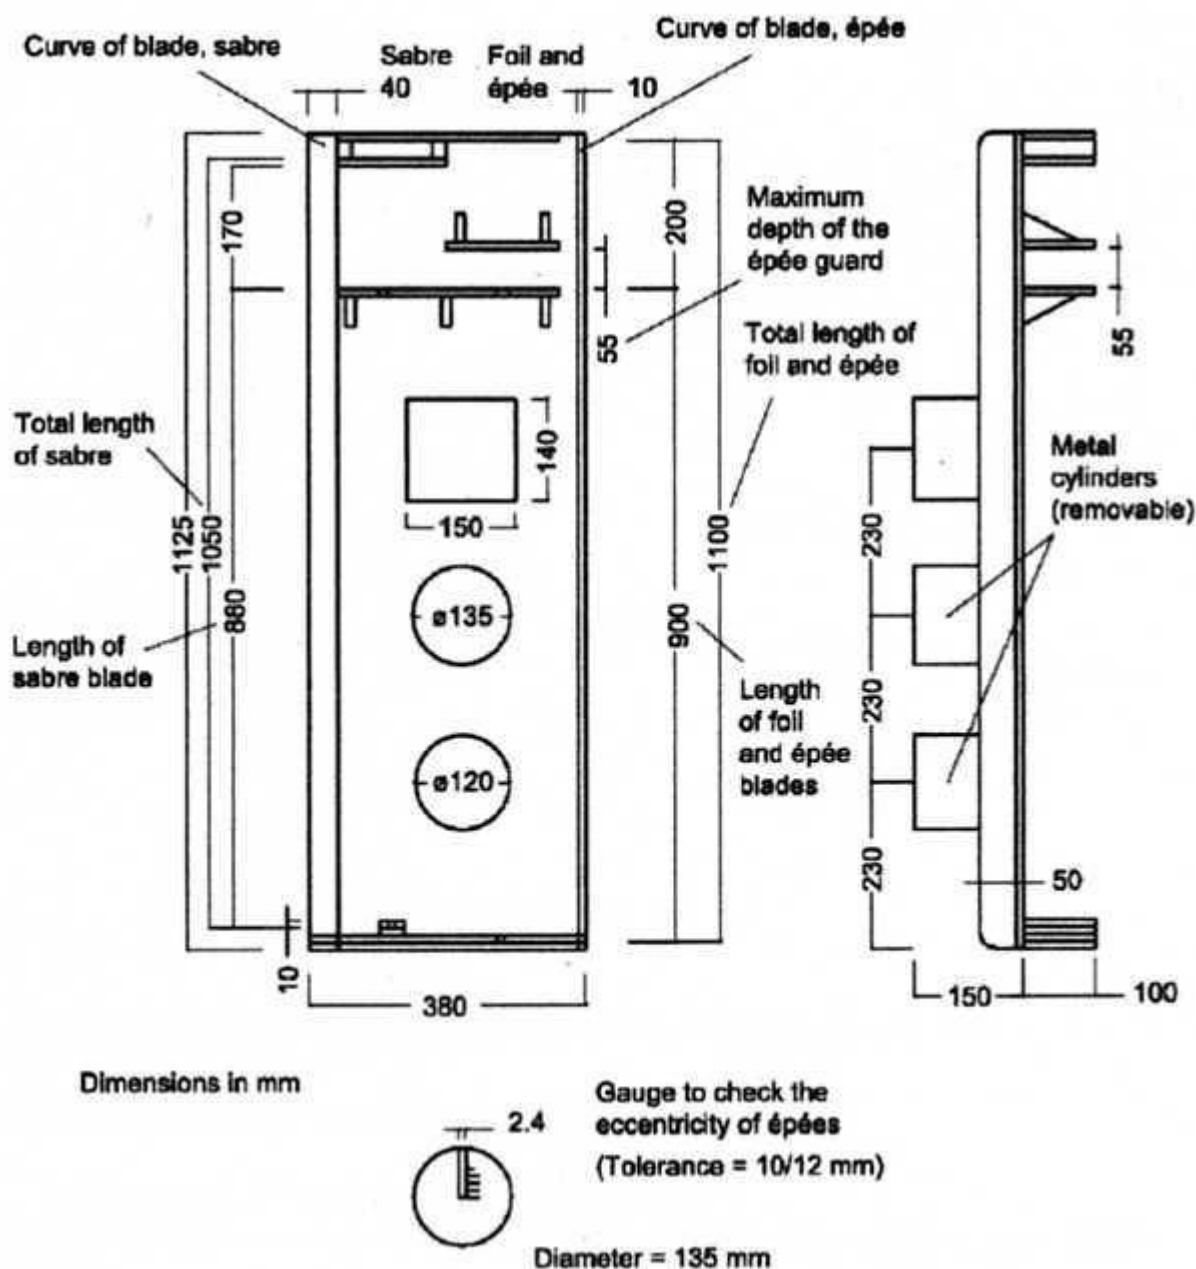 Curve of blade, sabre
Sabre
40
Foil and
épée
Curve of blade, épée
10
170
200
Maximum
depth of the
épée guard
55
55
Total length of
foil and épée
Total length
of sabre
140
150
Metal
cylinders
(removable)
1125
1050
880
1100
900
230
230
230
ø135
Length of
sabre blade
Length
of foil
and épée
blades
ø120
50
10
380
150
100
Dimensions in mm
2.4
Gauge to check the
eccentricity of épées
(Tolerance = 10/12 mm)
Diameter = 135 mm